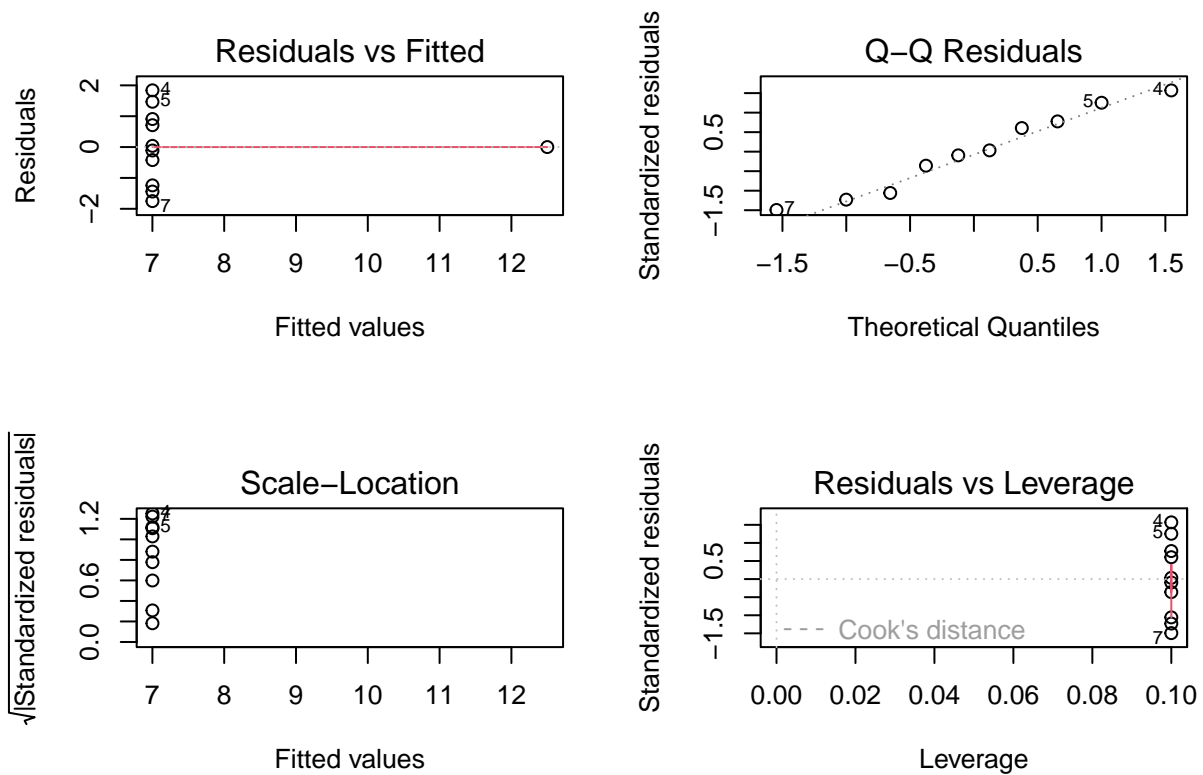 Residuals vs Fitted
Residuals
2
0
−2
4
5
7
7 8 9 10 11 12
Fitted values
Q−Q Residuals
Standardized residuals
0.5
−1.5
5
4
7
−1.5 −0.5 0.5 1.0 1.5
Theoretical Quantiles
Scale−Location
√|Standardized residuals|
1.2
0.6
0.0
4
5
7 8 9 10 11 12
Fitted values
Residuals vs Leverage
Standardized residuals
0.5
−1.5
4
5
7
Cook's distance
0.00 0.02 0.04 0.06 0.08 0.10
Leverage